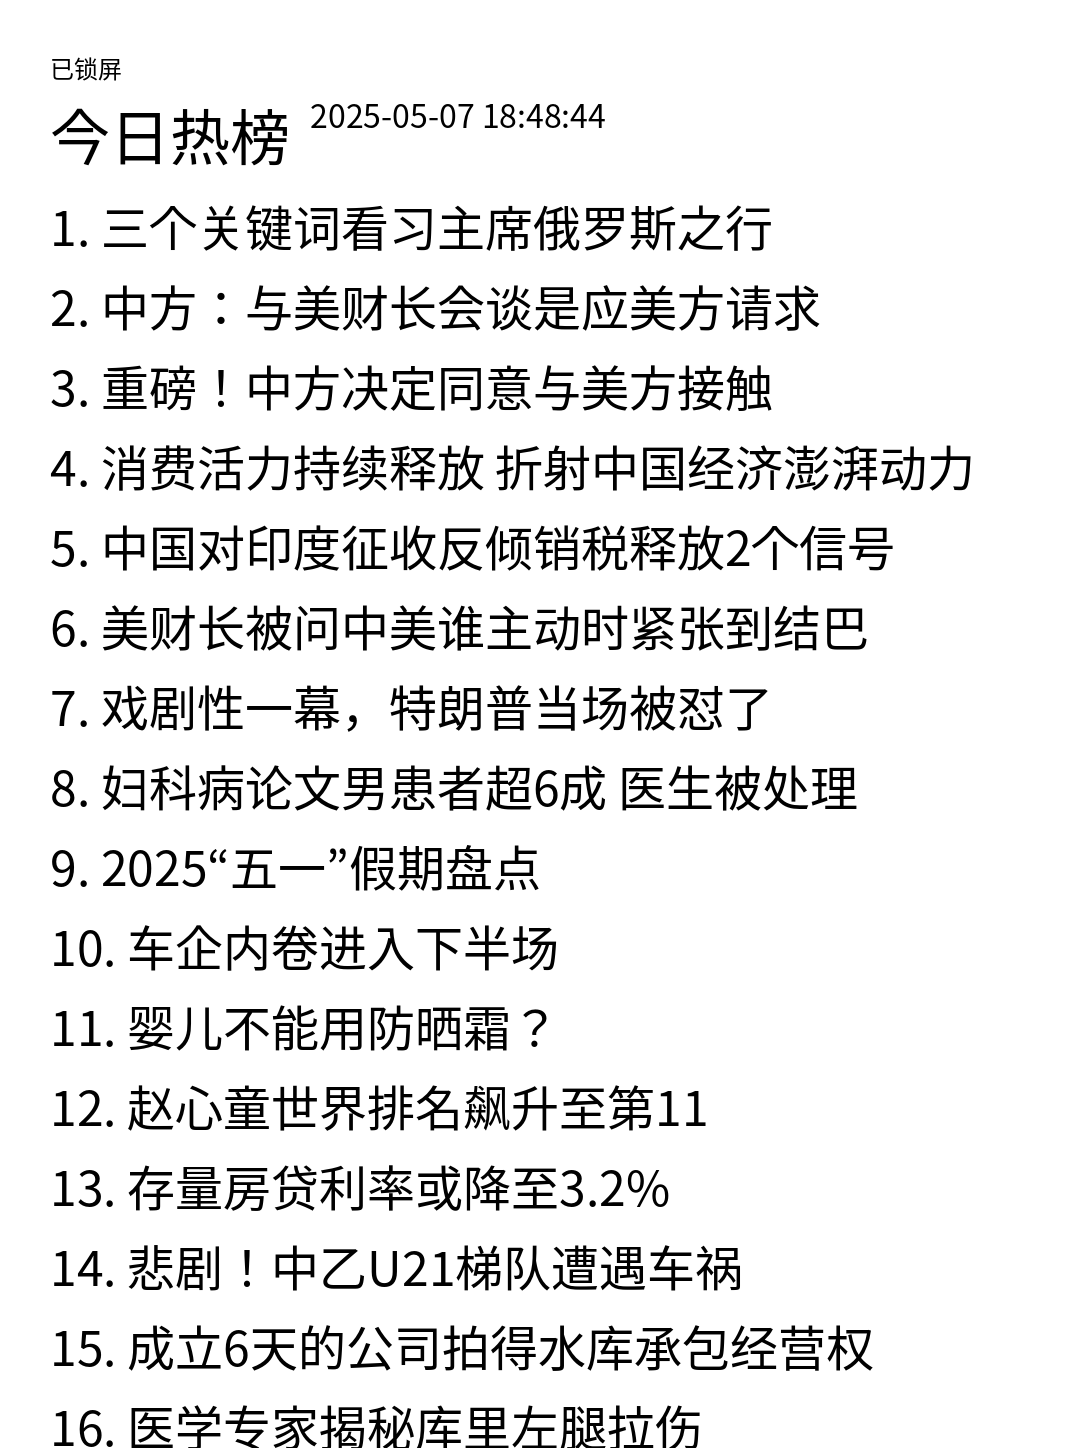 已锁屏
今日热榜 2025-05-07 18:48:44
1. 三个关键词看习主席俄罗斯之行
2. 中方：与美财长会谈是应美方请求
3. 重磅！中方决定同意与美方接触
4. 消费活力持续释放 折射中国经济澎湃动力
5. 中国对印度征收反倾销税释放2个信号
6. 美财长被问中美谁主动时紧张到结巴
7. 戏剧性一幕，特朗普当场被怼了
8. 妇科病论文男患者超6成 医生被处理
9. 2025“五一”假期盘点
10. 车企内卷进入下半场
11. 婴儿不能用防晒霜？
12. 赵心童世界排名飙升至第11
13. 存量房贷利率或降至3.2%
14. 悲剧！中乙U21梯队遭遇车祸
15. 成立6天的公司拍得水库承包经营权
16. 医学专家揭秘库里左腿拉伤